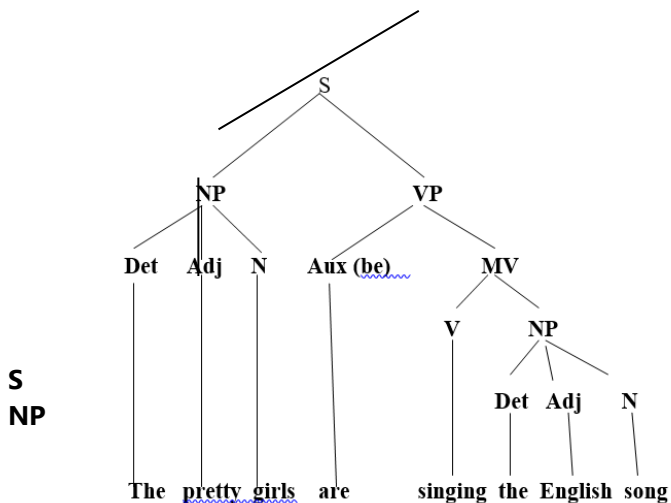 S
NP VP
Det Adj N Aux (be) MV
V NP
S
NP
Det Adj N
The pretty girls are singing the English song